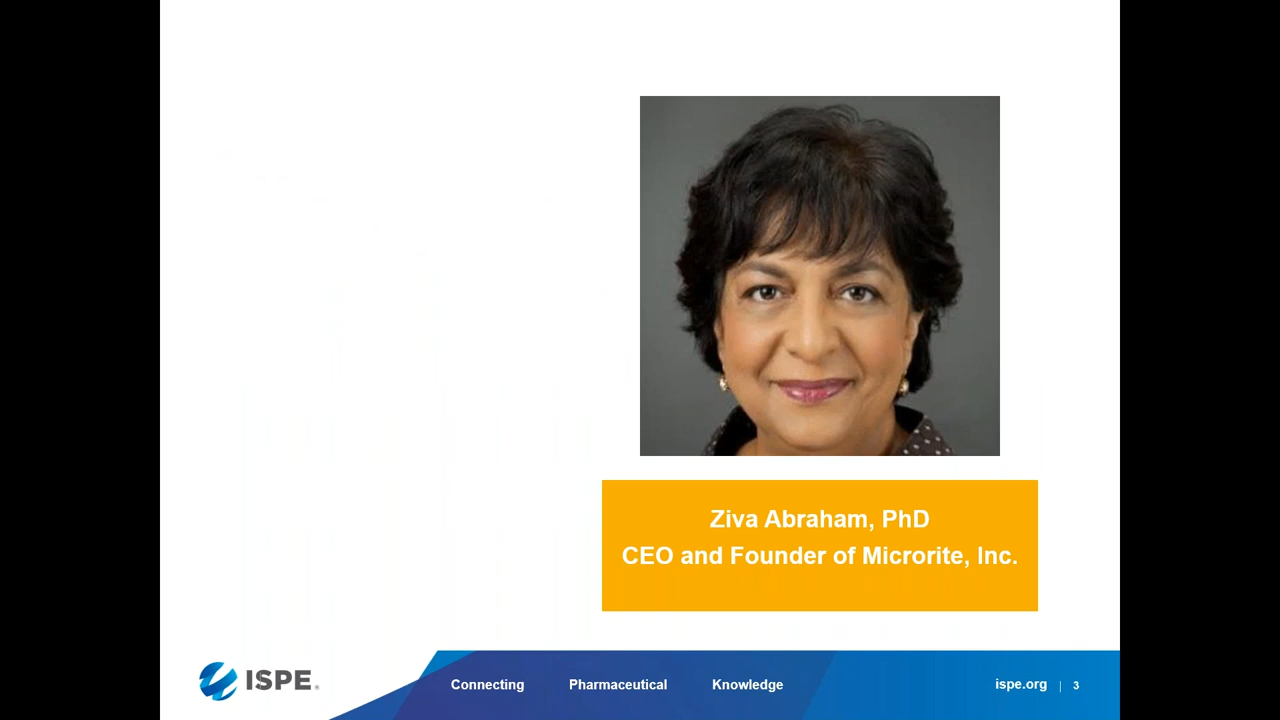 Ziva Abraham, PhD
CEO and Founder of Microrite, Inc.
ISPE®
Connecting Pharmaceutical Knowledge
ispe.org | 3